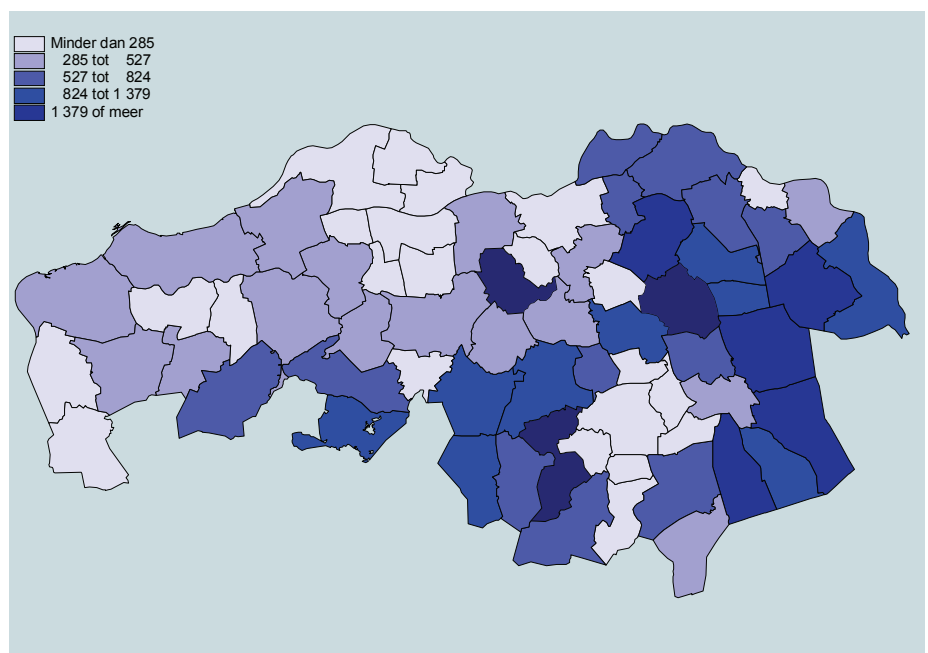 Minder dan 285
285 tot 527
527 tot 824
824 tot 1 379
1 379 of meer